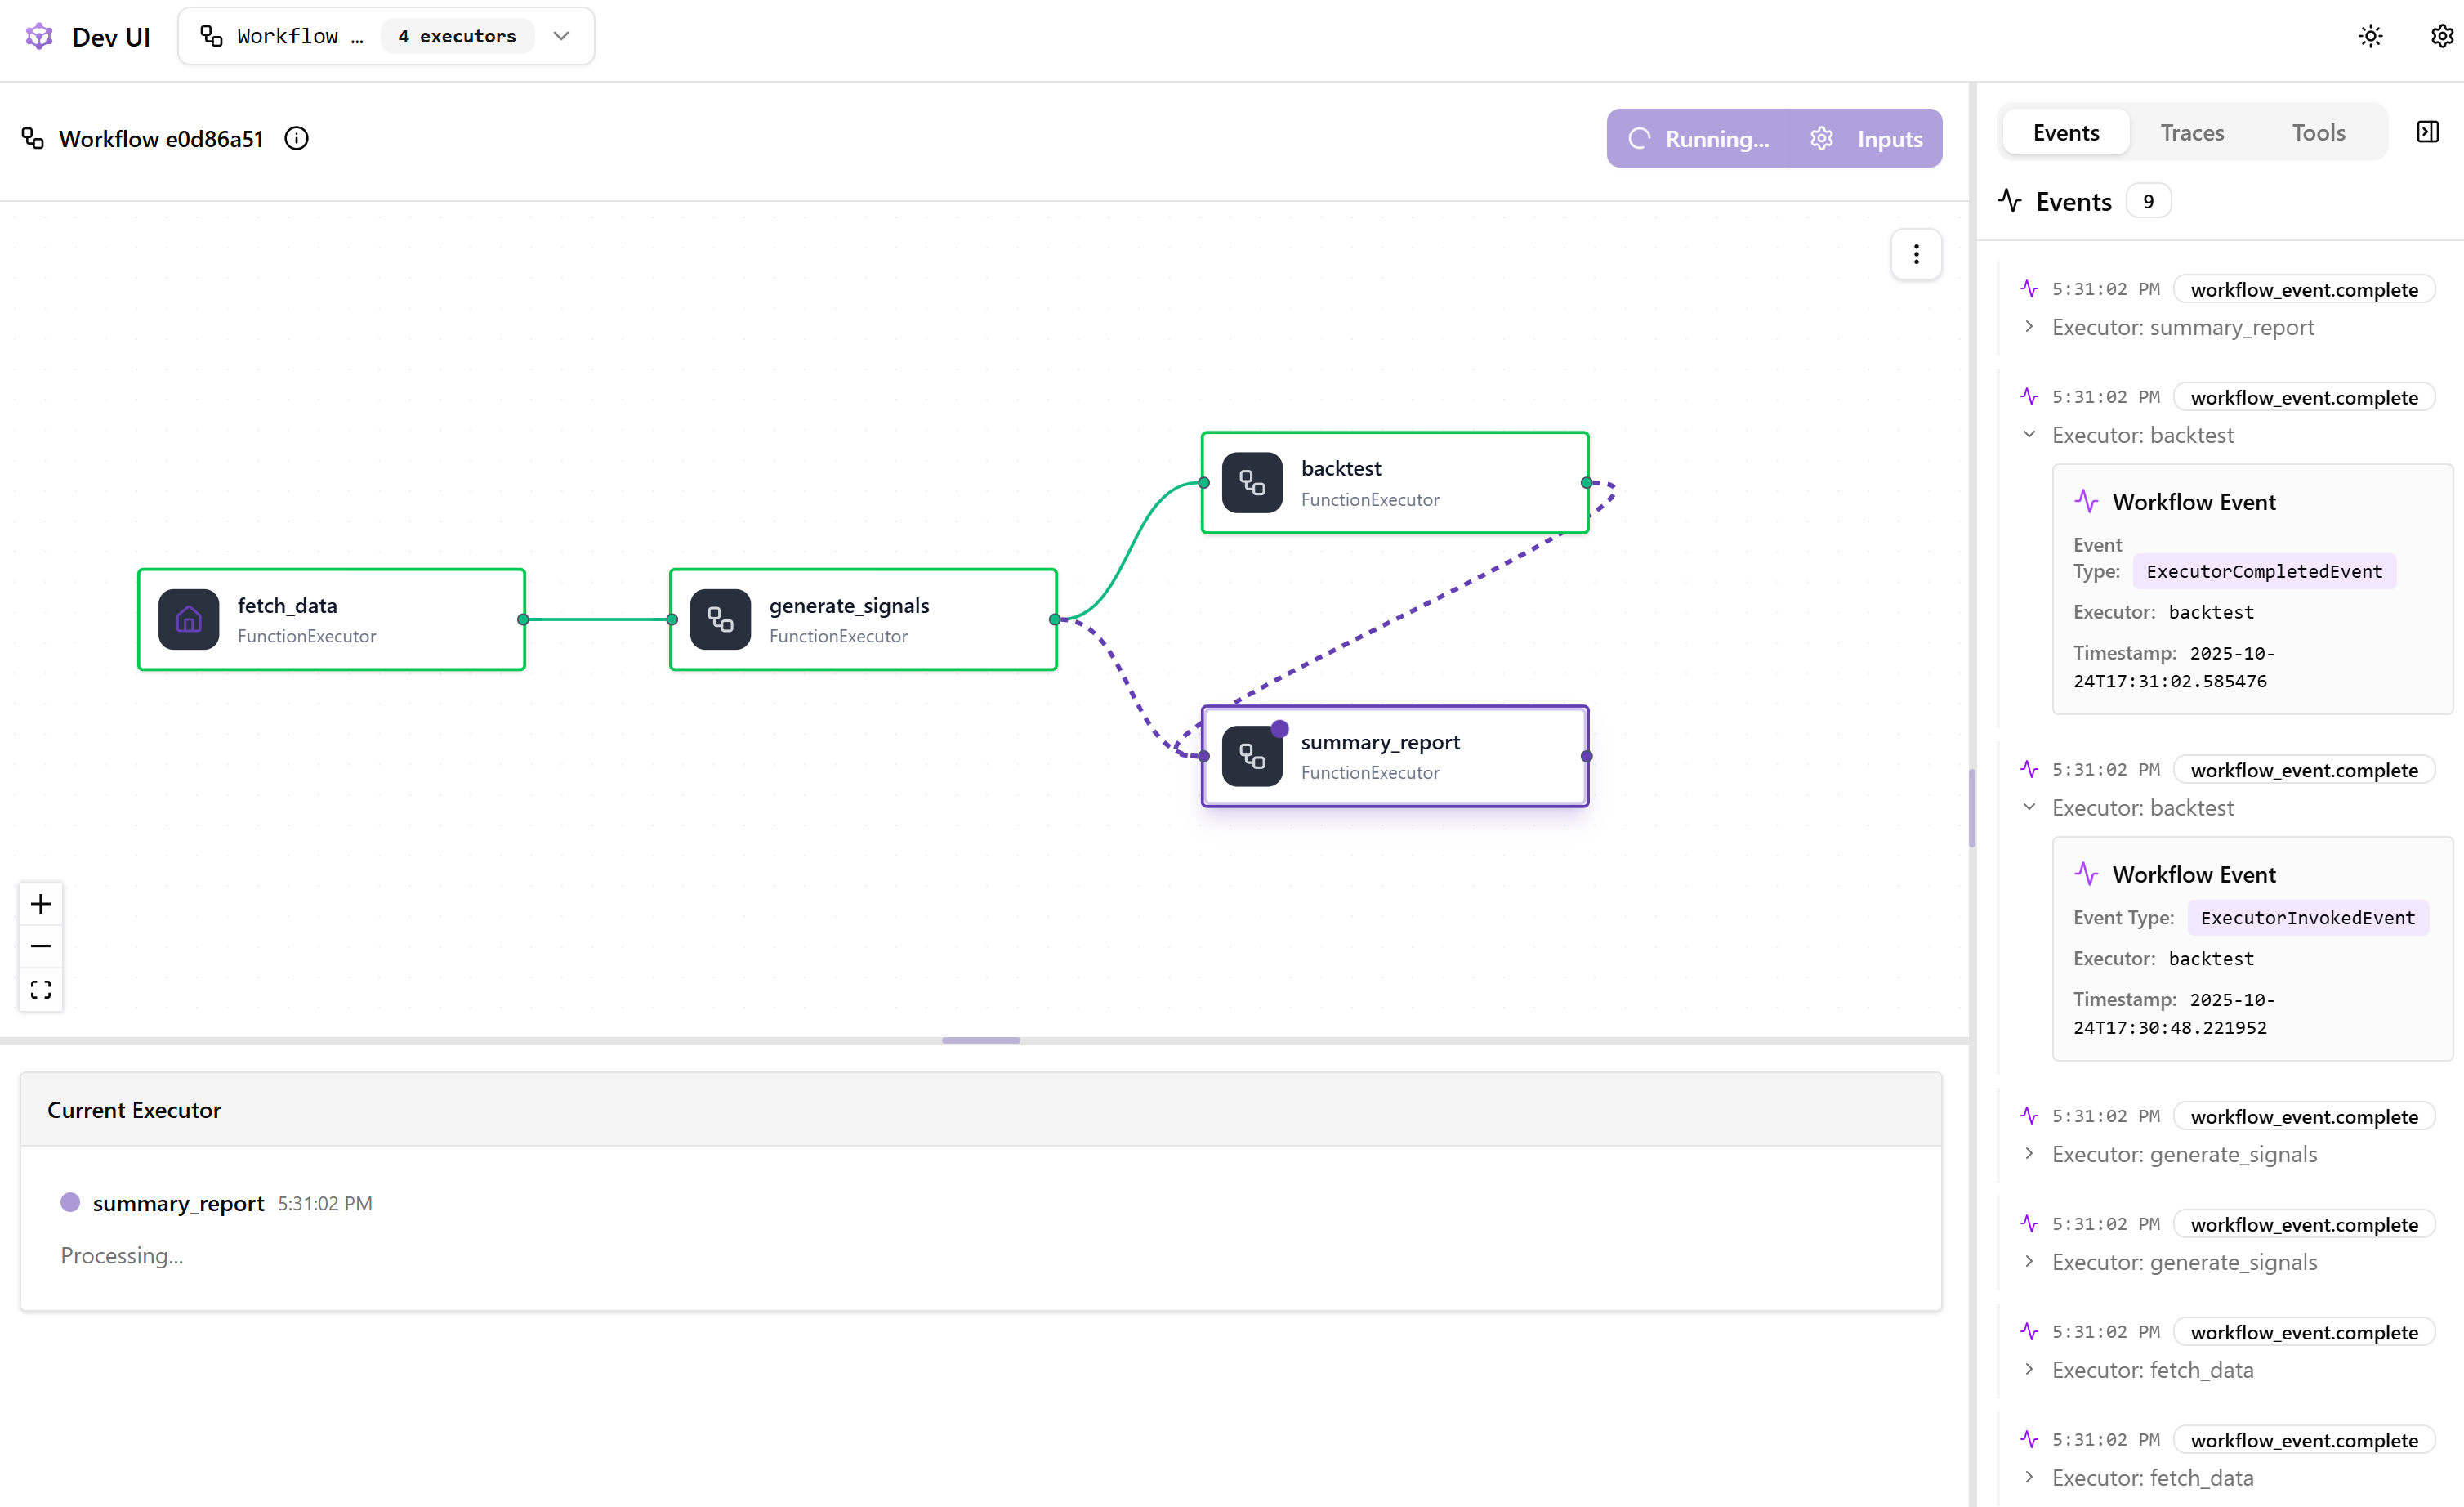 Dev UI
Workflow ...
4 executors
Workflow e0d86a51
Running...
Inputs
fetch_data
FunctionExecutor
generate_signals
FunctionExecutor
backtest
FunctionExecutor
summary_report
FunctionExecutor
Current Executor
summary_report 5:31:02 PM
Processing...
Events
Traces
Tools
Events 9
5:31:02 PM workflow_event.complete
Executor: summary_report
5:31:02 PM workflow_event.complete
Executor: backtest
Workflow Event
Event
Type: ExecutorCompletedEvent
Executor: backtest
Timestamp: 2025-10-
24T17:31:02.585476
5:31:02 PM workflow_event.complete
Executor: backtest
Workflow Event
Event Type: ExecutorInvokedEvent
Executor: backtest
Timestamp: 2025-10-
24T17:30:48.221952
5:31:02 PM workflow_event.complete
Executor: generate_signals
5:31:02 PM workflow_event.complete
Executor: generate_signals
5:31:02 PM workflow_event.complete
Executor: fetch_data
5:31:02 PM workflow_event.complete
Executor: fetch_data